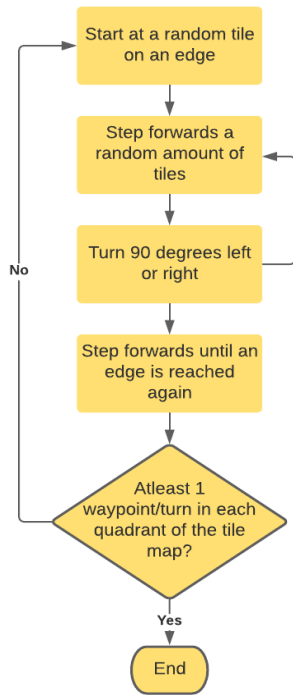 Start at a random tile
on an edge
Step forwards a
random amount of
tiles
Turn 90 degrees left
or right
No
Step forwards until an
edge is reached
again
Atleast 1
waypoint/turn in each
quadrant of the tile
map?
Yes
End